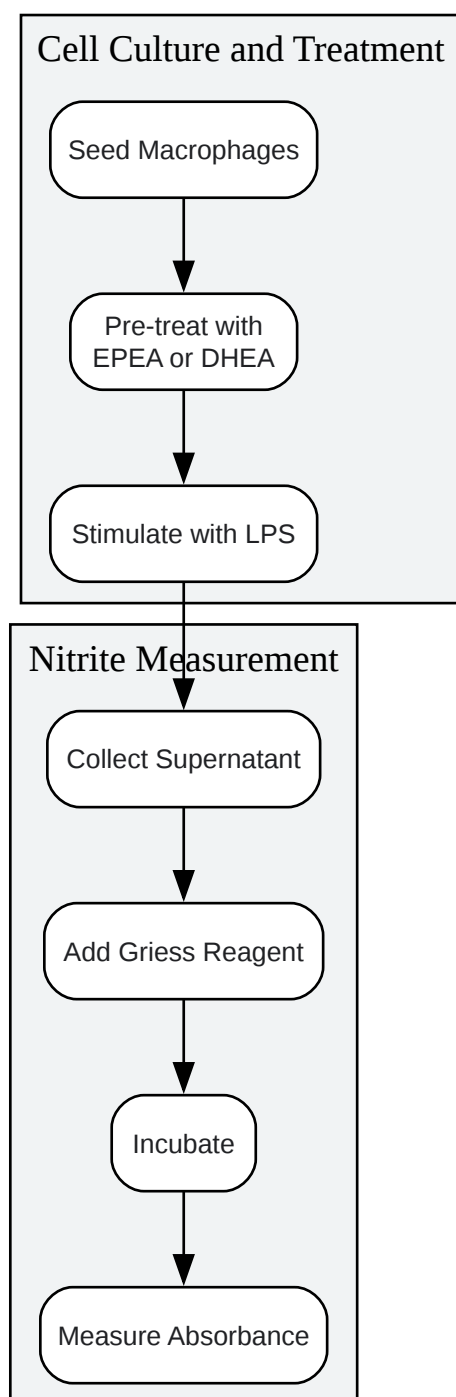 Cell Culture and Treatment
Seed Macrophages
Pre-treat with
EPEA or DHEA
Stimulate with LPS
Nitrite Measurement
Collect Supernatant
Add Griess Reagent
Incubate
Measure Absorbance